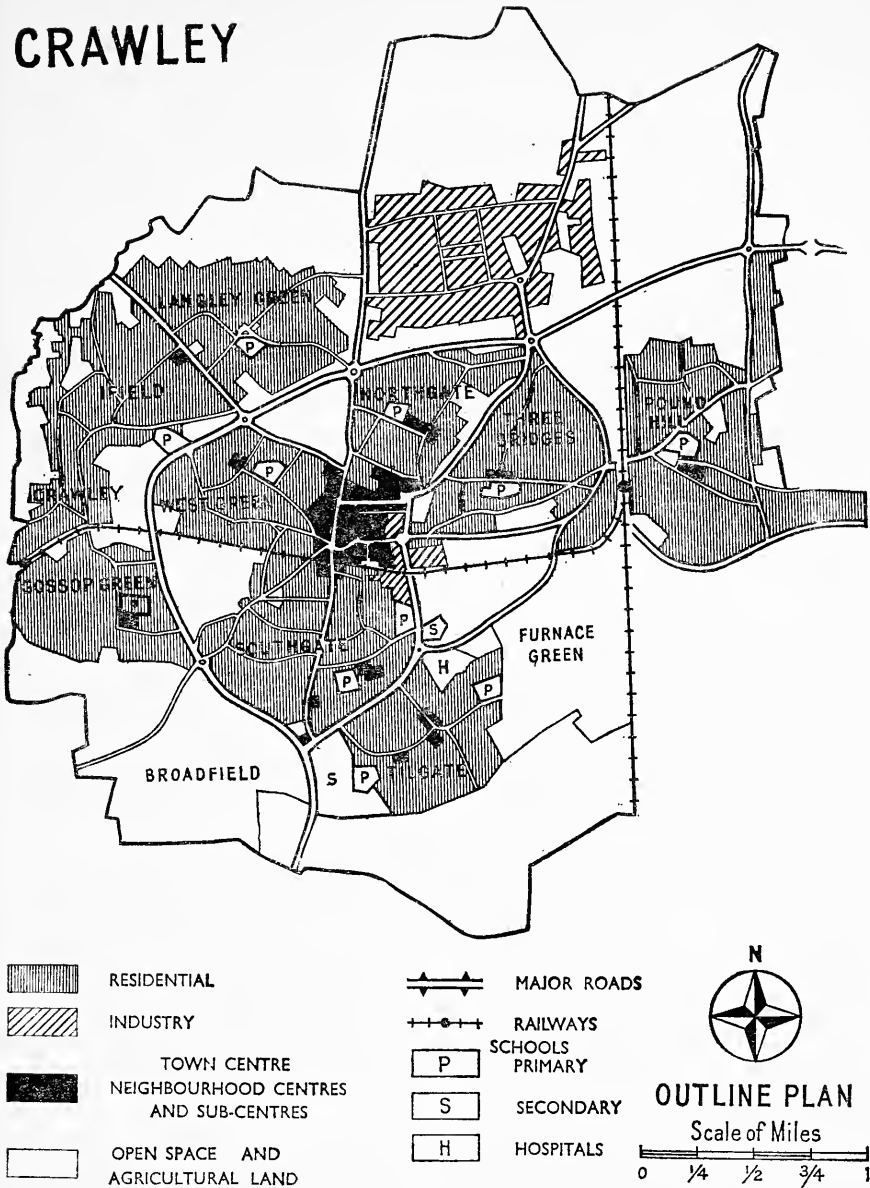 CRAWLEY
LANGLEY GREEN
P
IFIELD
NORTHGATE
P
THREE
BRIDGES
POUND
HILL
P
P
P
CRAWLEY
WEST GREEN
P
GOSSOP GREEN
SOUTHGATE
P
S
H
FURNACE
GREEN
P
P
BROADFIELD
S
P
TILGATE
RESIDENTIAL
INDUSTRY
TOWN CENTRE
NEIGHBOURHOOD CENTRES
AND SUB-CENTRES
OPEN SPACE AND
AGRICULTURAL LAND
MAJOR ROADS
RAILWAYS
SCHOOLS
P PRIMARY
S SECONDARY
H HOSPITALS
N
OUTLINE PLAN
Scale of Miles
0 1/4 1/2 3/4 1